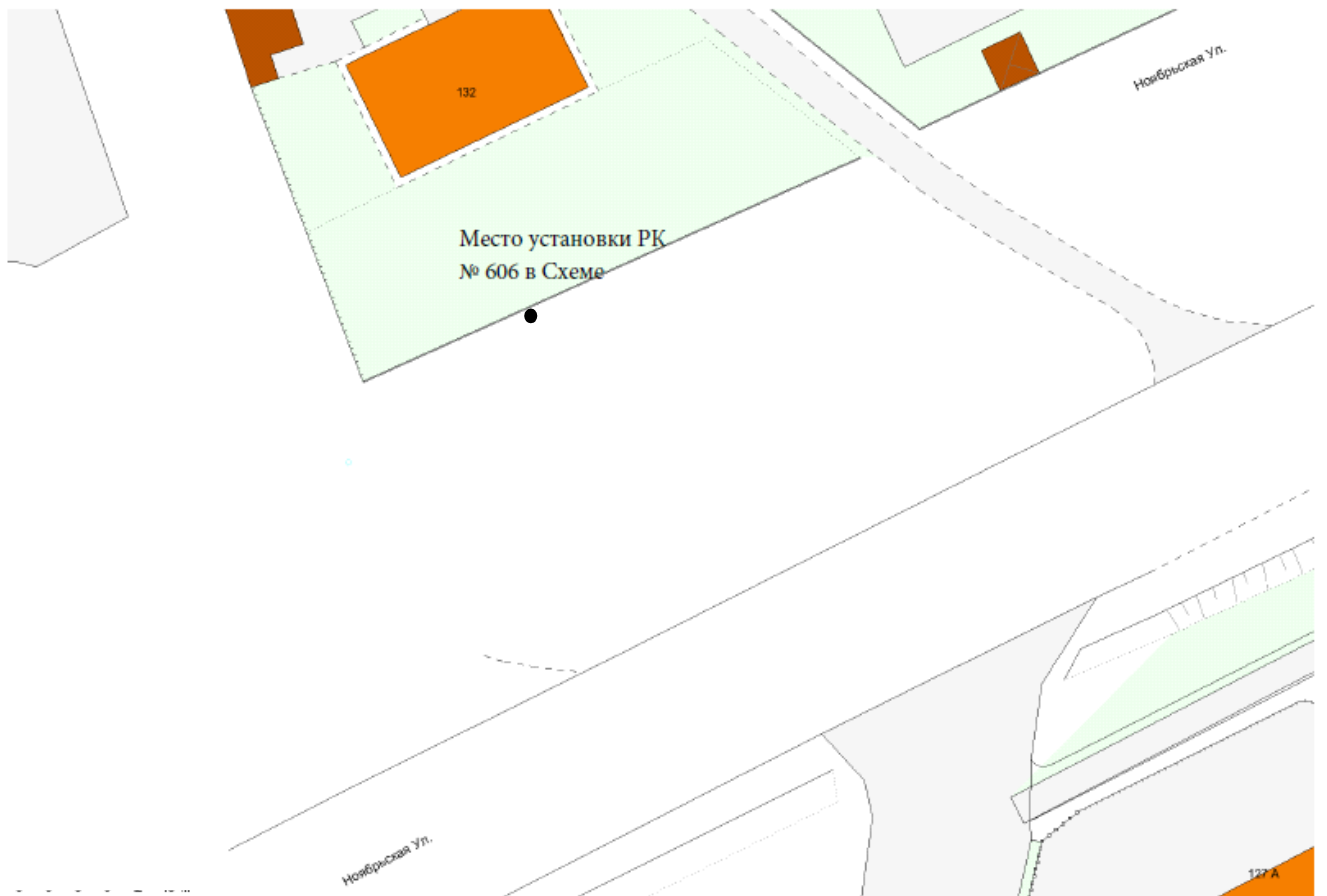 Ноябрьская Ул.
132
Место установки РК
№ 606 в Схеме
Ноябрьская Ул.
127 А